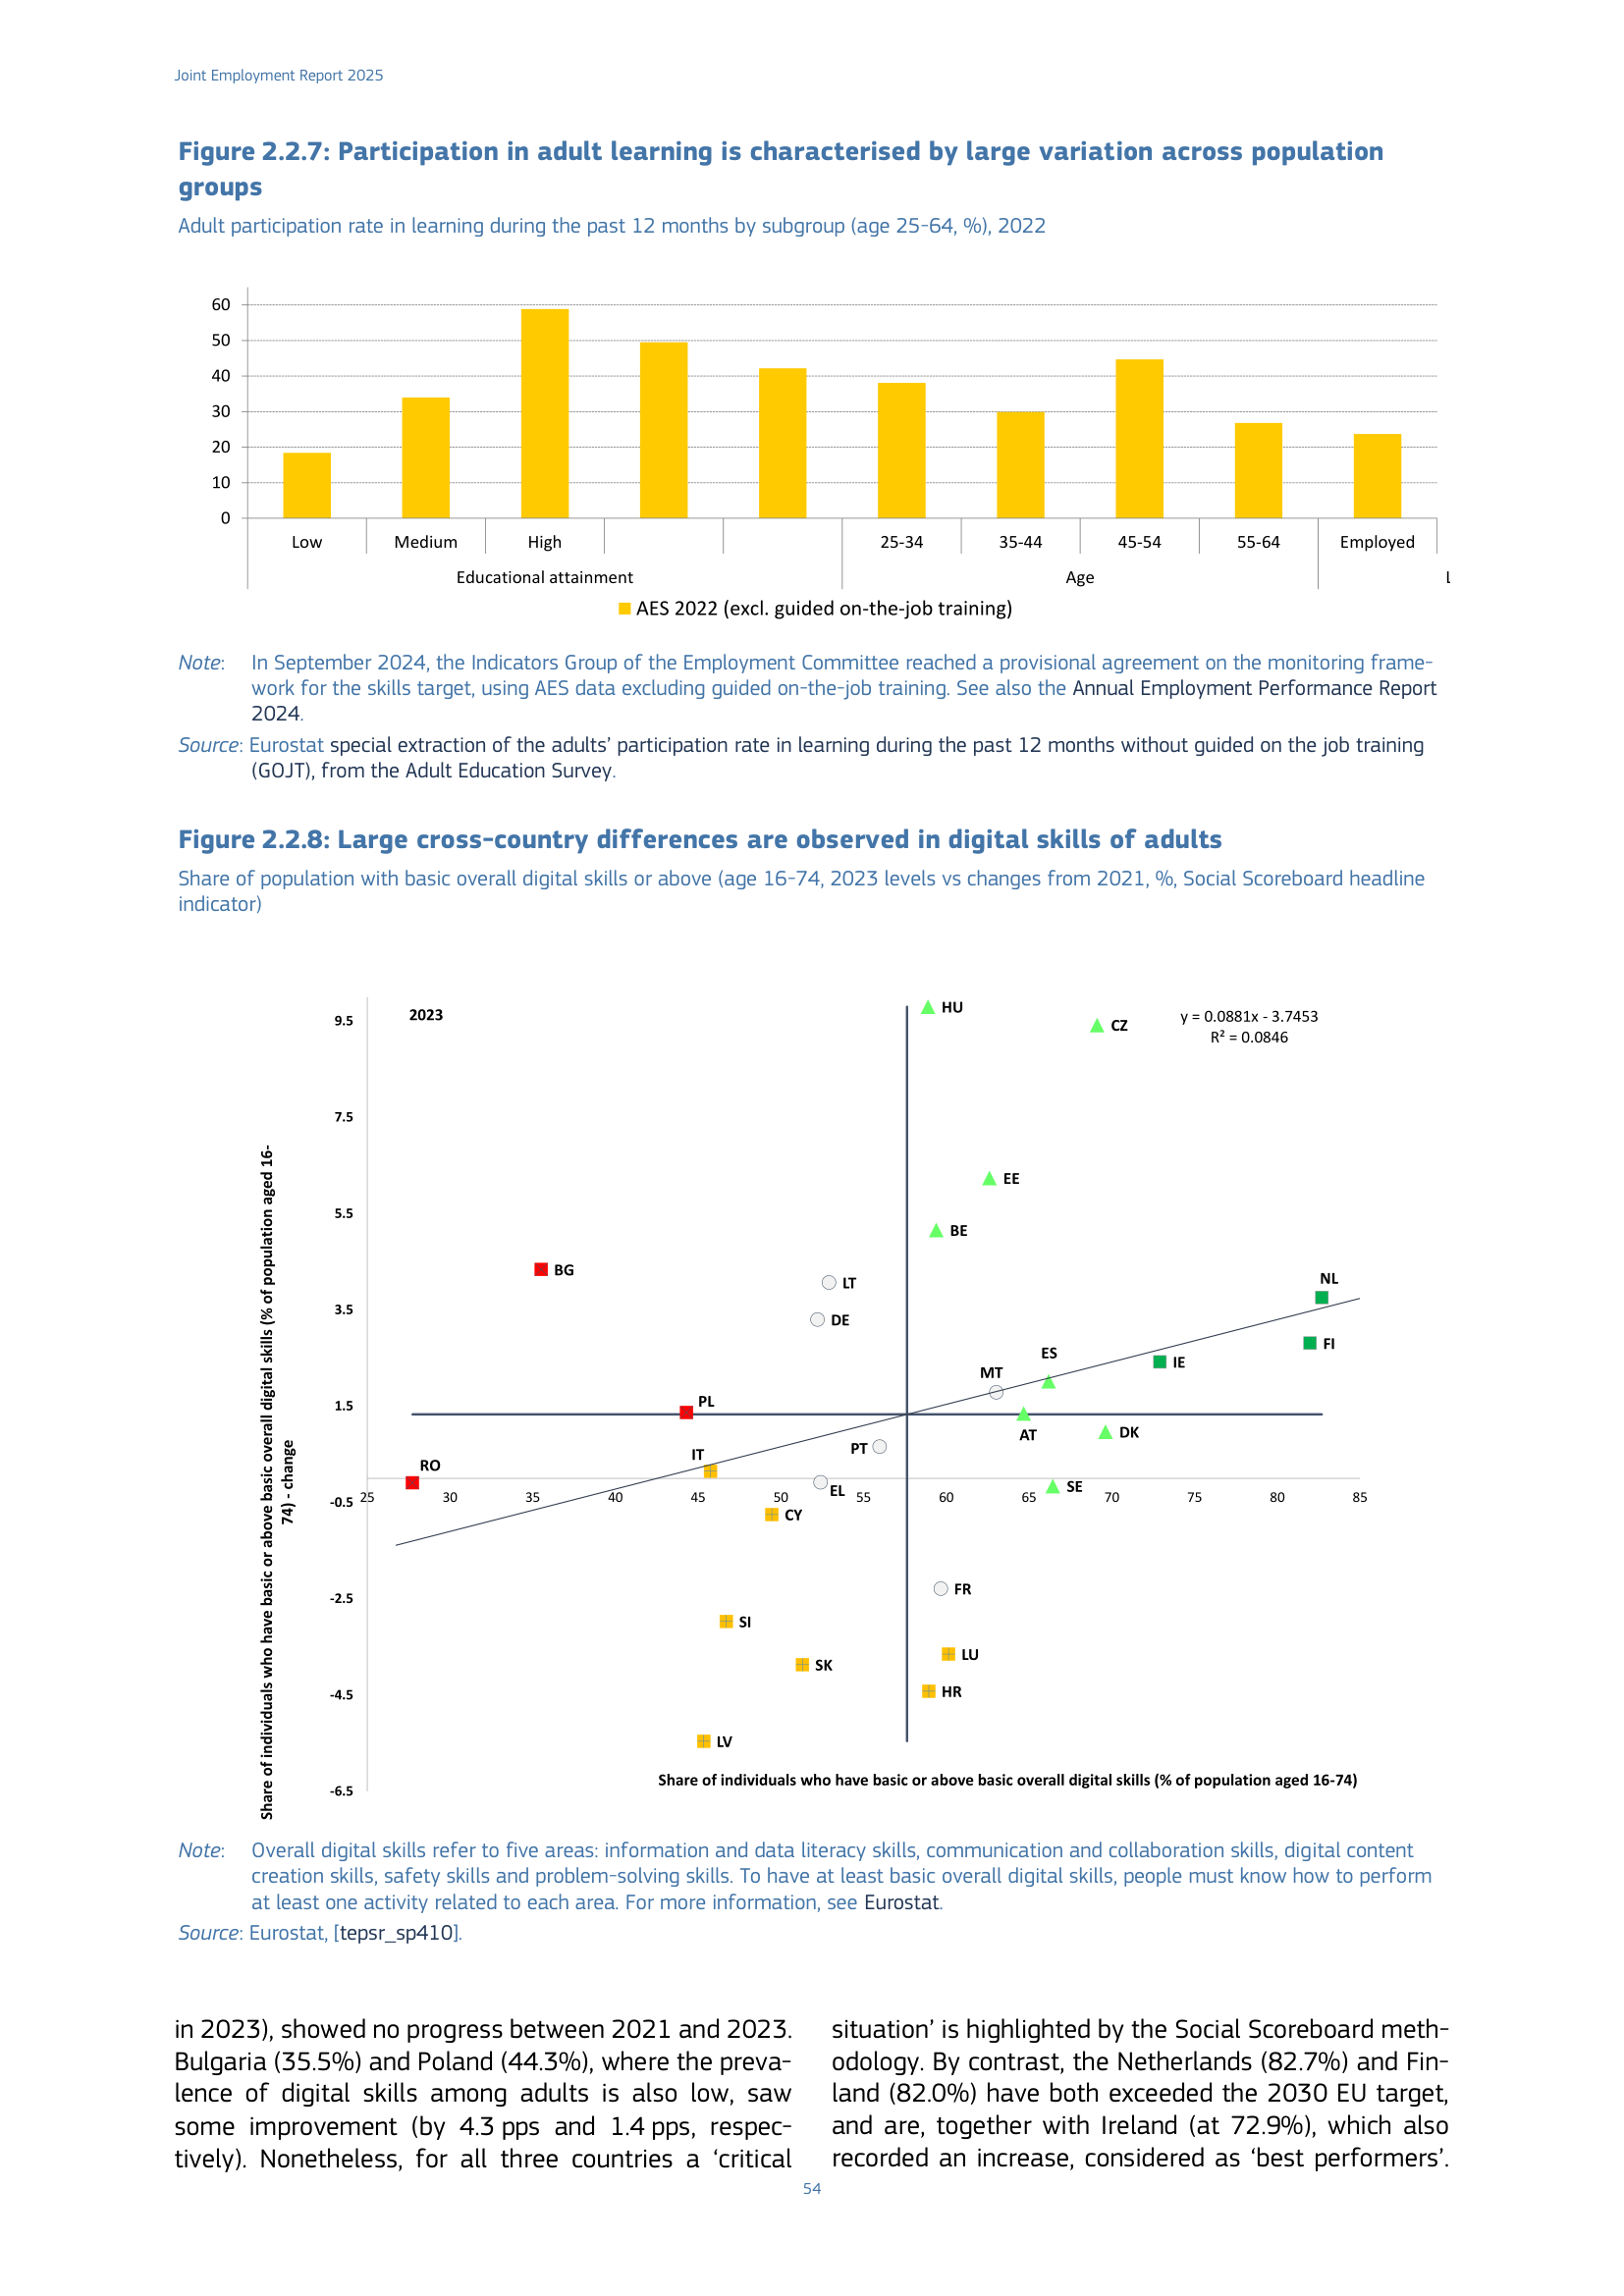 Joint Employment Report 2025
Figure 2.2.7: Participation in adult learning is characterised by large variation across population
groups
Adult participation rate in learning during the past 12 months by subgroup (age 25-64, %), 2022
60
50
40
30
20
10
0
Low Medium High 25-34 35-44 45-54 55-64 Employed
Educational attainment Age L
AES 2022 (excl. guided on-the-job training)
Note: In September 2024, the Indicators Group of the Employment Committee reached a provisional agreement on the monitoring frame-
work for the skills target, using AES data excluding guided on-the-job training. See also the Annual Employment Performance Report
2024.
Source: Eurostat special extraction of the adults’ participation rate in learning during the past 12 months without guided on the job training
(GOJT), from the Adult Education Survey.
Figure 2.2.8: Large cross-country differences are observed in digital skills of adults
Share of population with basic overall digital skills or above (age 16-74, 2023 levels vs changes from 2021, %, Social Scoreboard headline
indicator)
Share of individuals who have basic or above basic overall digital skills (% of population aged 16-
74) - change
2023
y = 0.0881x - 3.7453
R² = 0.0846
9.5
7.5
5.5
3.5
1.5
-0.5
-2.5
-4.5
-6.5
HU
CZ
EE
BE
BG
LT
NL
DE
FI
ES
IE
MT
PL
AT
DK
PT
IT
RO
EL
SE
25 30 35 40 45 50 55 60 65 70 75 80 85
CY
FR
SI
LU
SK
HR
LV
Share of individuals who have basic or above basic overall digital skills (% of population aged 16-74)
Note: Overall digital skills refer to five areas: information and data literacy skills, communication and collaboration skills, digital content
creation skills, safety skills and problem-solving skills. To have at least basic overall digital skills, people must know how to perform
at least one activity related to each area. For more information, see Eurostat.
Source: Eurostat, [tepsr_sp410].
in 2023), showed no progress between 2021 and 2023.
Bulgaria (35.5%) and Poland (44.3%), where the preva-
lence of digital skills among adults is also low, saw
some improvement (by 4.3 pps and 1.4 pps, respec-
tively). Nonetheless, for all three countries a ‘critical
situation’ is highlighted by the Social Scoreboard meth-
odology. By contrast, the Netherlands (82.7%) and Fin-
land (82.0%) have both exceeded the 2030 EU target,
and are, together with Ireland (at 72.9%), which also
recorded an increase, considered as ‘best performers’.
54